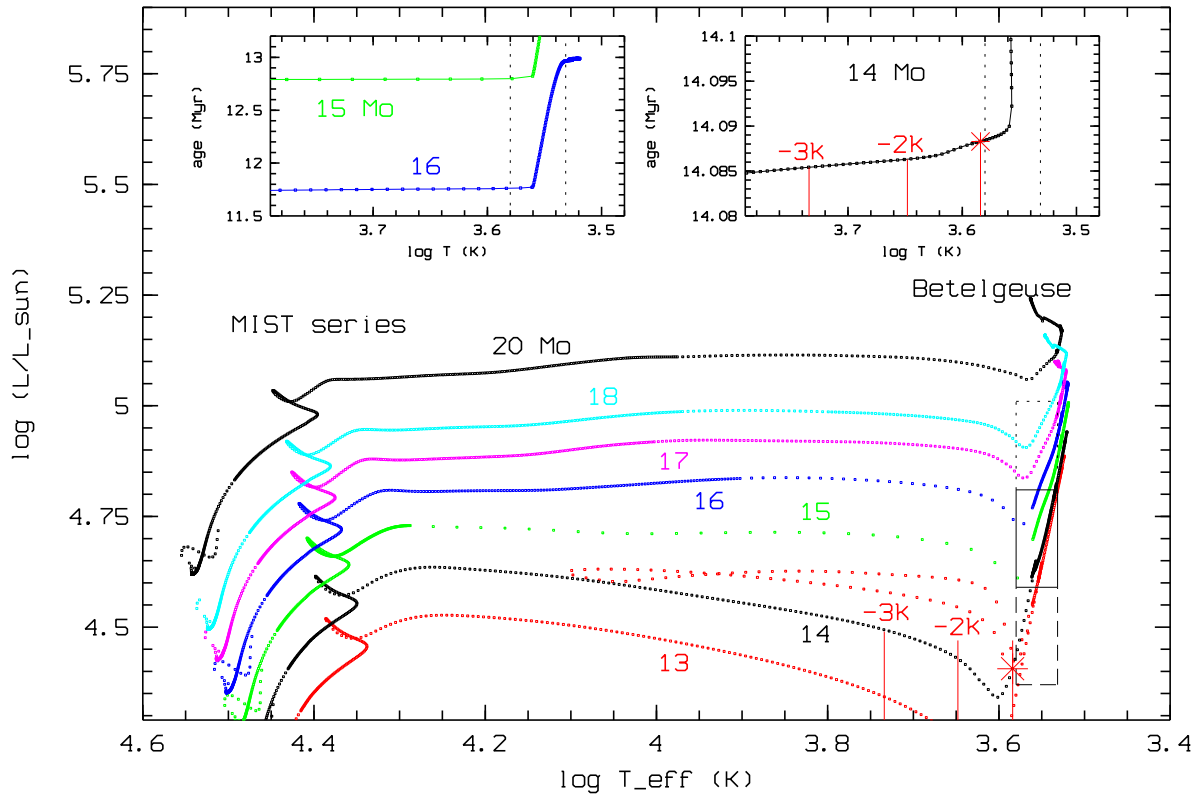 5.75
5.5
5.25
5
4.75
4.5
log (L/L_sun)
4.6
4.4
4.2
4
3.8
3.6
3.4
log T_eff (K)
13
12.5
12
11.5
age (Myr)
15 Mo
16
3.7
3.6
3.5
log T (K)
14.1
14.095
14.09
14.085
14.08
age (Myr)
14 Mo
-3K
-2K
3.7
3.6
3.5
log T (K)
Betelgeuse
MIST series
20 Mo
18
17
16
15
14
13
-3K
-2K